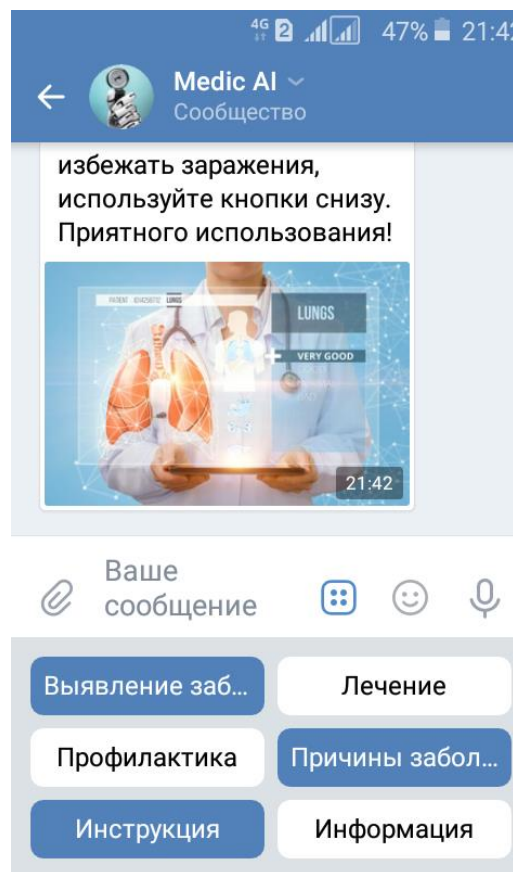 4G 2 47% 21:42
Medic AI
Сообщество
избежать заражения,
используйте кнопки снизу.
Приятного использования!
LUNGS
LUNGS
VERY GOOD
21:42
Ваше
сообщение
Выявление заб...
Лечение
Профилактика
Причины забол...
Инструкция
Информация